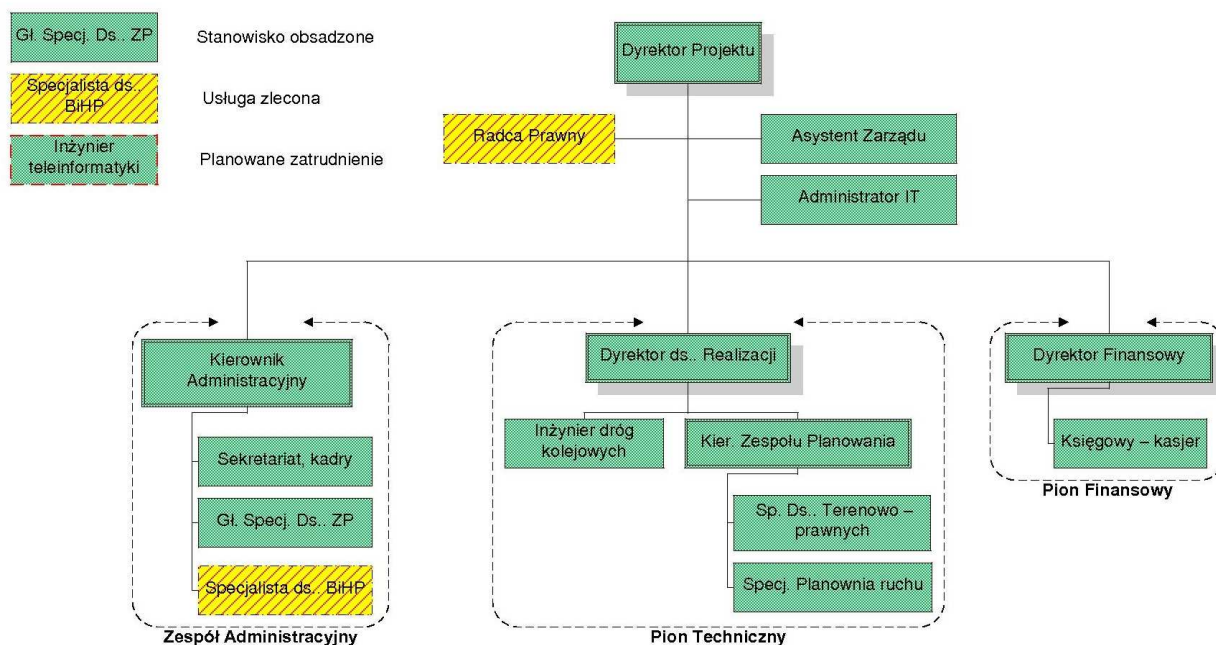 Gł. Specj. Ds.. ZP
Stanowisko obsadzone
Specjalista ds..
BiHP
Usługa zlecona
Inżynier
teleinformatyki
Planowane zatrudnienie
Dyrektor Projektu
Radca Prawny
Asystent Zarządu
Administrator IT
Kierownik
Administracyjny
Sekretariat, kadry
Gł. Specj. Ds.. ZP
Specjalista ds.. BiHP
Zespół Administracyjny
Dyrektor ds.. Realizacji
Inżynier dróg
kolejowych
Kier. Zespołu Planowania
Sp. Ds.. Terenowo –
prawnych
Specj. Planownia ruchu
Pion Techniczny
Dyrektor Finansowy
Księgowy – kasjer
Pion Finansowy